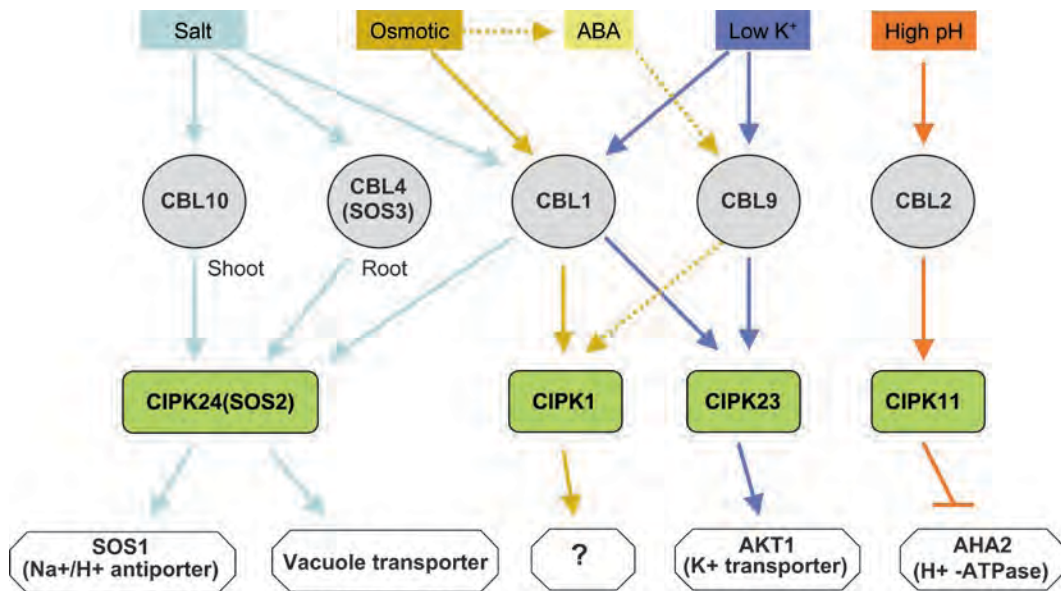 Salt
Osmotic
ABA
Low K⁺
High pH
CBL10
CBL4
(SOS3)
CBL1
CBL9
CBL2
Shoot
Root
CIPK24(SOS2)
CIPK1
CIPK23
CIPK11
SOS1
(Na+/H+ antiporter)
Vacuole transporter
?
AKT1
(K+ transporter)
AHA2
(H+ -ATPase)